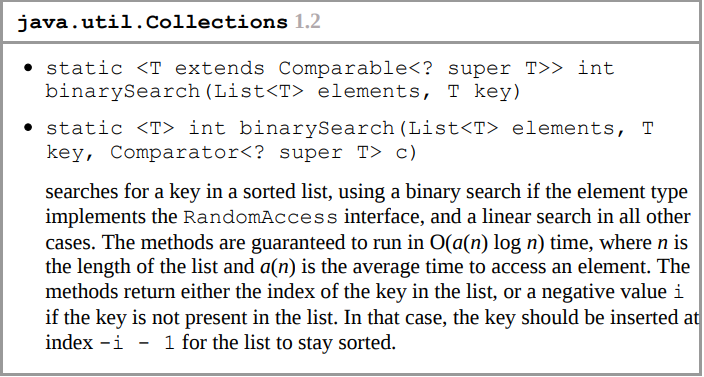 java.util.Collections 1.2
• static <T extends Comparable<? super T>> int
binarySearch(List<T> elements, T key)
• static <T> int binarySearch(List<T> elements, T
key, Comparator<? super T> c)
searches for a key in a sorted list, using a binary search if the element type
implements the RandomAccess interface, and a linear search in all other
cases. The methods are guaranteed to run in O(a(n) log n) time, where n is
the length of the list and a(n) is the average time to access an element. The
methods return either the index of the key in the list, or a negative value i
if the key is not present in the list. In that case, the key should be inserted at
index -i - 1 for the list to stay sorted.